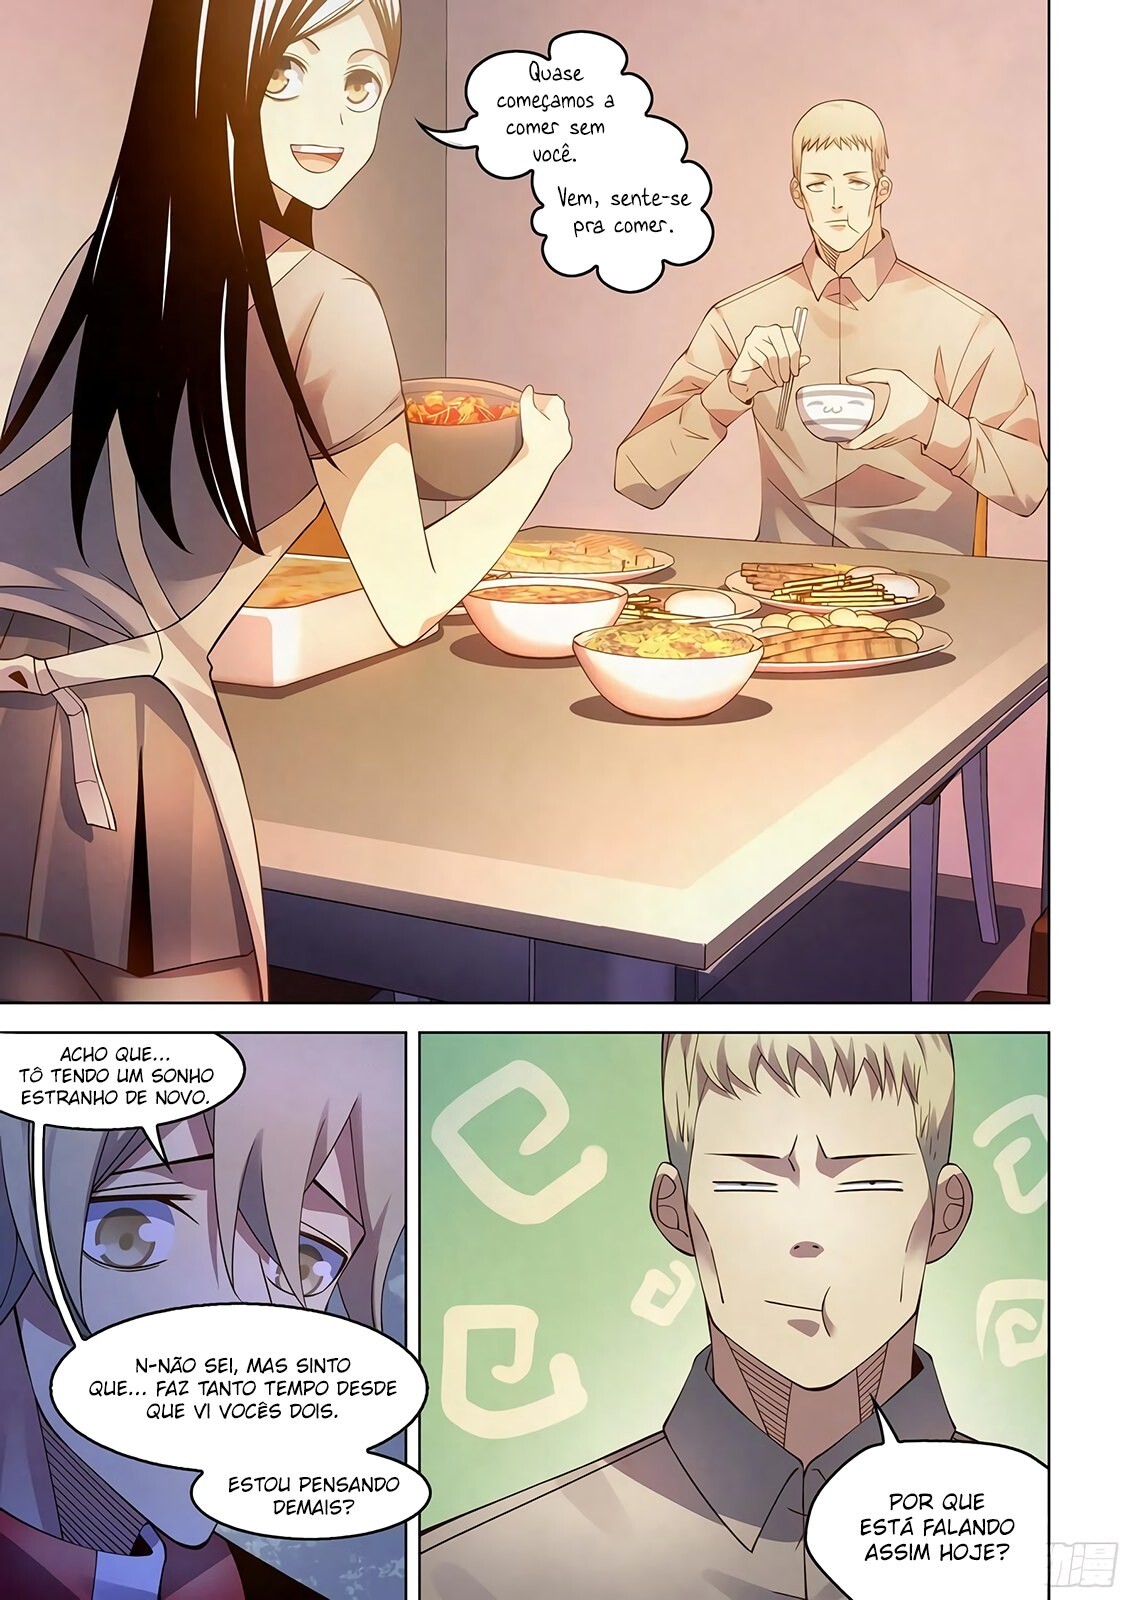 Quase
começamos a
comer sem
você.
Vem, sente-se
pra comer.
ACHO QUE...
TÔ TENDO UM SONHO
ESTRANHO DE NOVO.
N-NÃO SEI, MAS SINTO
QUE... FAZ TANTO TEMPO DESDE
QUE VI VOCÊS DOIS.
ESTOU PENSANDO
DEMAIS?
POR QUE
ESTÁ FALANDO
ASSIM HOJE?
动漫